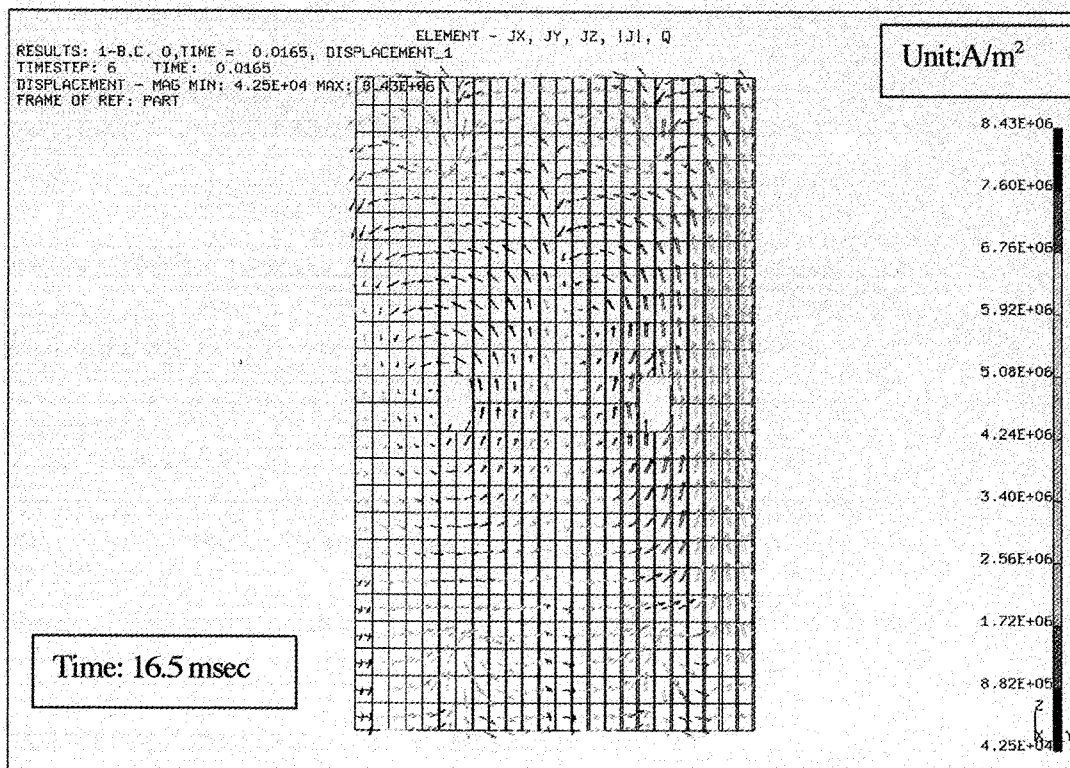 ELEMENT - JX, JY, JZ, |J|, Q
RESULTS: 1-B.C. 0,TIME = 0.0165, DISPLACEMENT_1
TIMESTEP: 6 TIME: 0.0165
DISPLACEMENT - MAG MIN: 4.25E+04 MAX: 8.43E+06
FRAME OF REF: PART
Unit:A/m²
8.43E+06
7.60E+06
6.76E+06
5.92E+06
5.08E+06
4.24E+06
3.40E+06
2.56E+06
1.72E+06
8.82E+05
4.25E+04
Z
X Y
Time: 16.5 msec